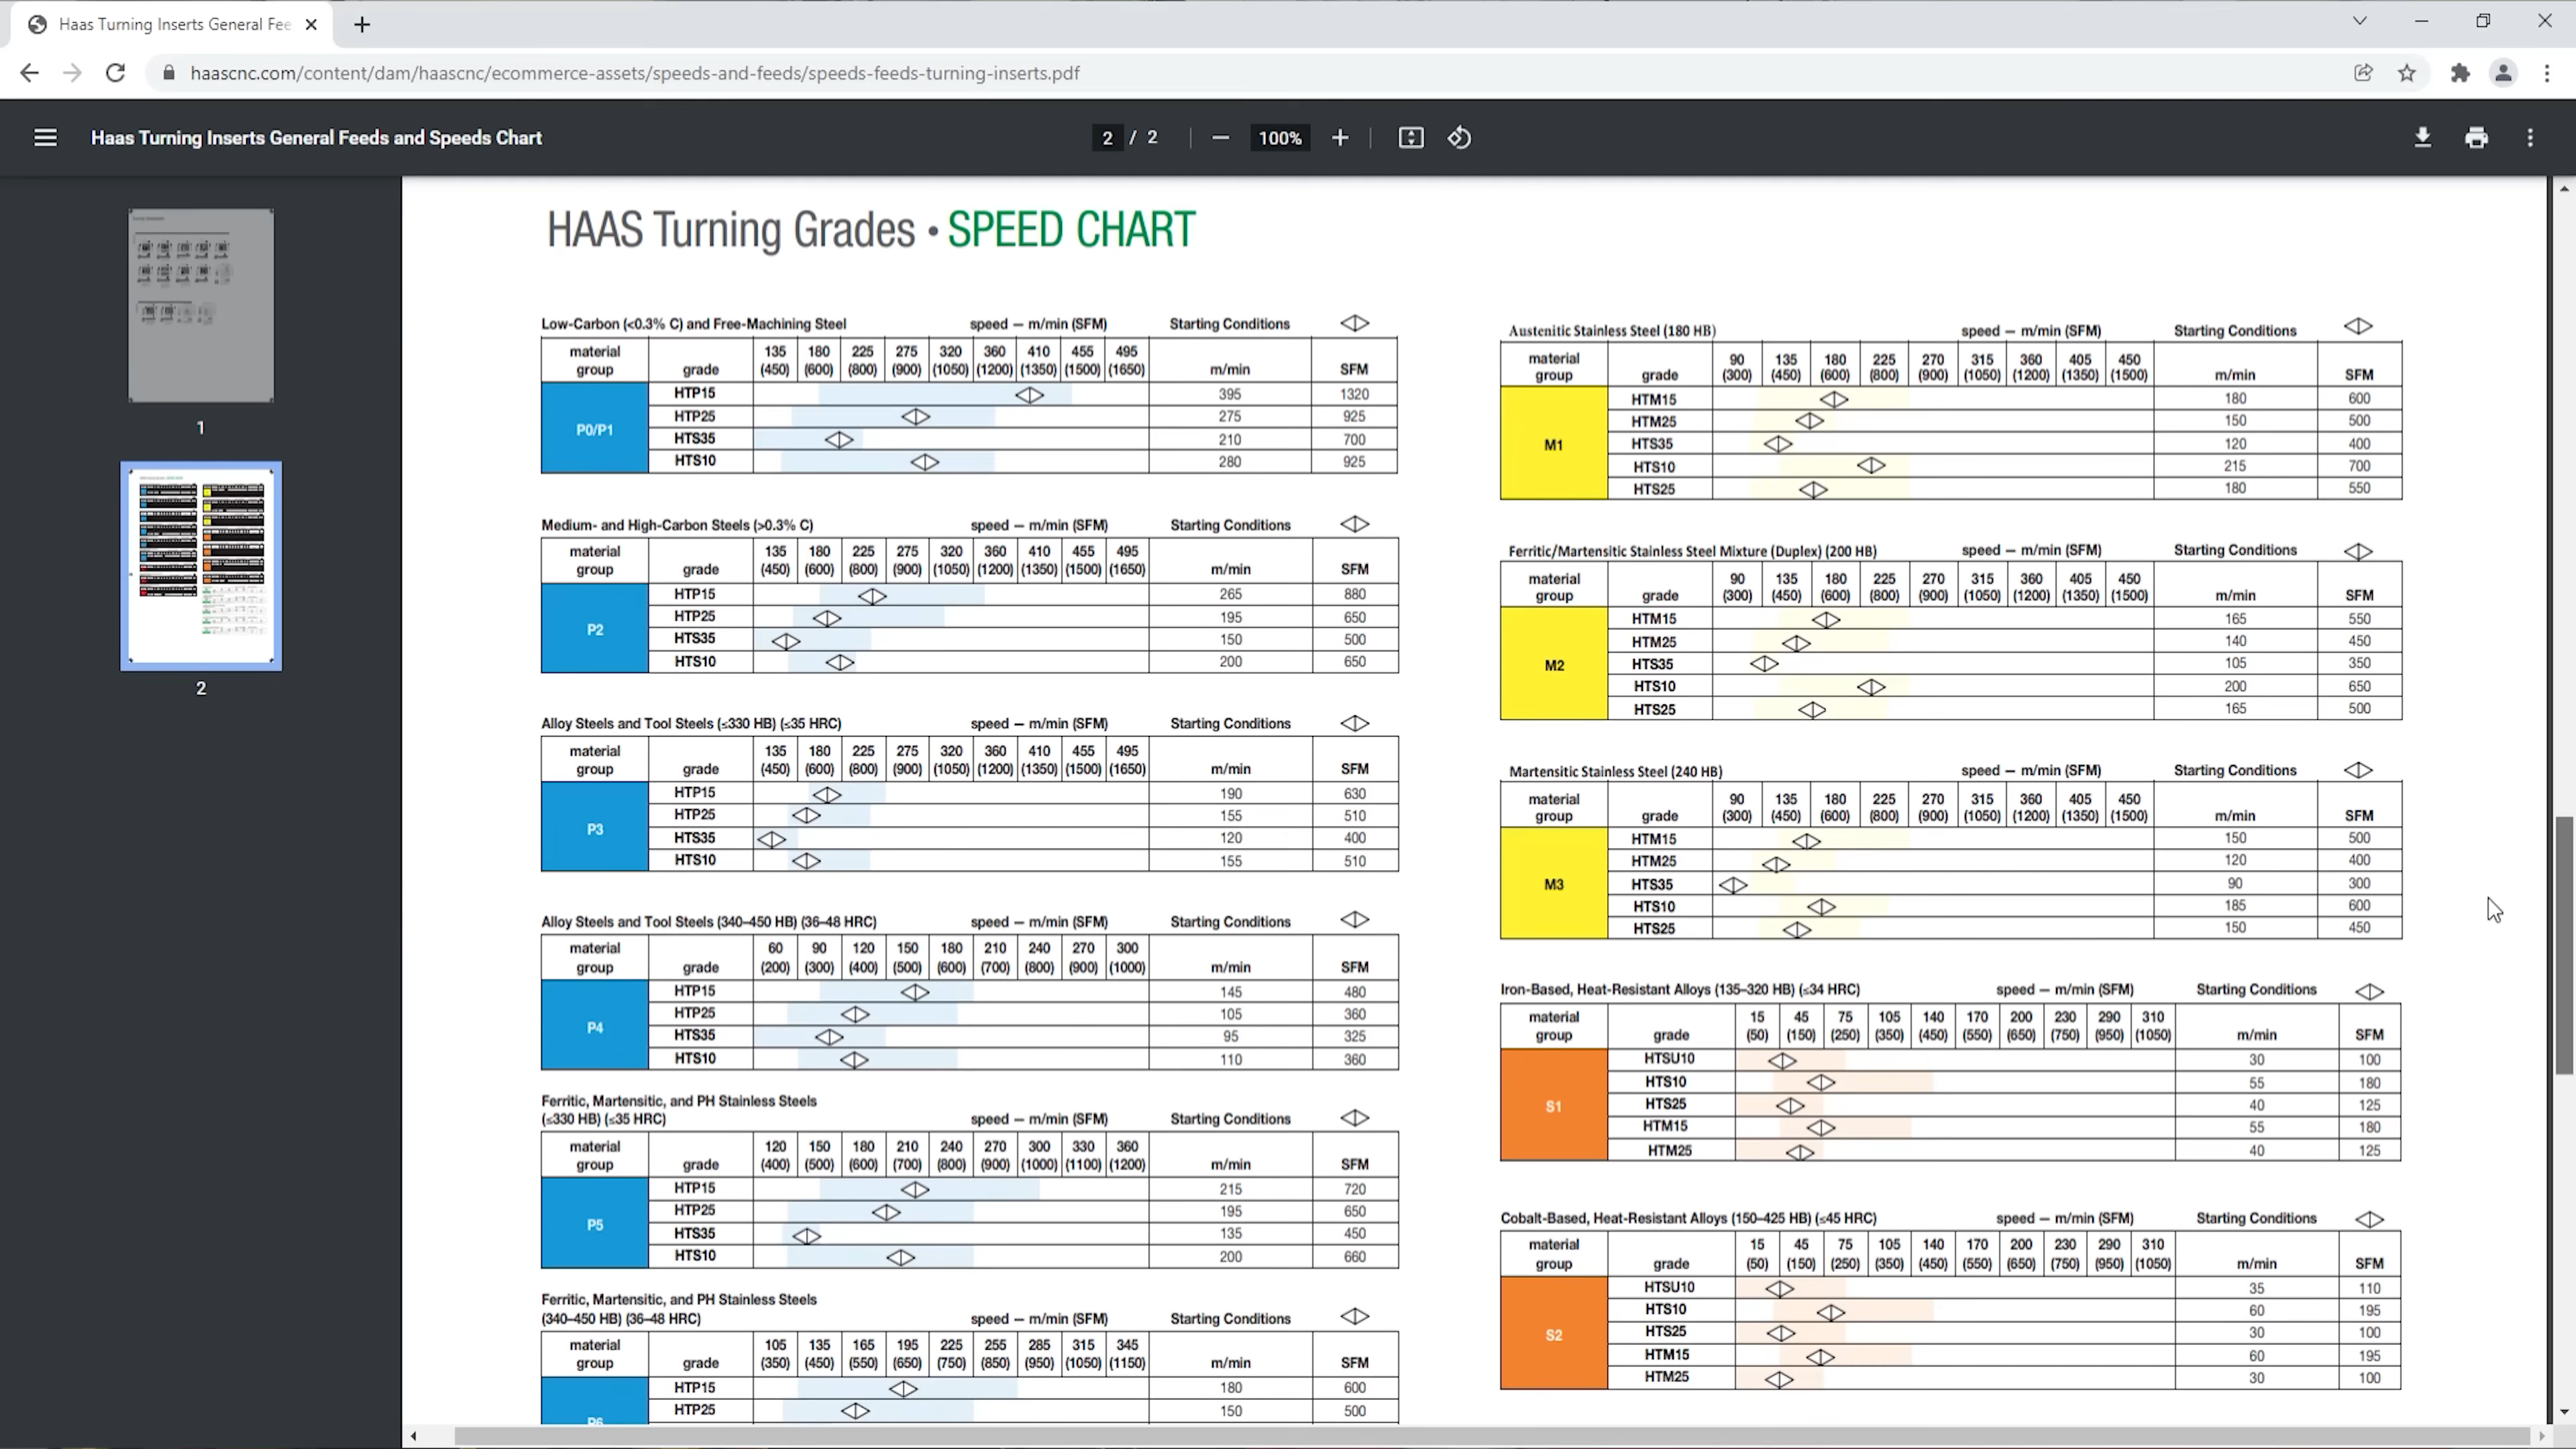 Haas Turning Inserts General Fee
haascnc.com/content/dam/haascnc/ecommerce-assets/speeds-and-feeds/speeds-feeds-turning-inserts.pdf
Haas Turning Inserts General Feeds and Speeds Chart
2 / 2
100%
1
2
HAAS Turning Grades • SPEED CHART
Low-Carbon (<0.3% C) and Free-Machining Steel speed — m/min (SFM) Starting Conditions
material group grade 135 (450) 180 (600) 225 (800) 275 (900) 320 (1050) 360 (1200) 410 (1350) 455 (1500) 495 (1650) m/min SFM
P0/P1
HTP15 395 1320
HTP25 275 925
HTS35 210 700
HTS10 280 925
Medium- and High-Carbon Steels (>0.3% C) speed — m/min (SFM) Starting Conditions
material group grade 135 (450) 180 (600) 225 (800) 275 (900) 320 (1050) 360 (1200) 410 (1350) 455 (1500) 495 (1650) m/min SFM
P2
HTP15 265 880
HTP25 195 650
HTS35 150 500
HTS10 200 650
Alloy Steels and Tool Steels (≤330 HB) (≤35 HRC) speed — m/min (SFM) Starting Conditions
material group grade 135 (450) 180 (600) 225 (800) 275 (900) 320 (1050) 360 (1200) 410 (1350) 455 (1500) 495 (1650) m/min SFM
P3
HTP15 190 630
HTP25 155 510
HTS35 120 400
HTS10 155 510
Alloy Steels and Tool Steels (340–450 HB) (36–48 HRC) speed — m/min (SFM) Starting Conditions
material group grade 60 (200) 90 (300) 120 (400) 150 (500) 180 (600) 210 (700) 240 (800) 270 (900) 300 (1000) m/min SFM
P4
HTP15 145 480
HTP25 105 360
HTS35 95 325
HTS10 110 360
Ferritic, Martensitic, and PH Stainless Steels
(≤330 HB) (≤35 HRC) speed — m/min (SFM) Starting Conditions
material group grade 120 (400) 150 (500) 180 (600) 210 (700) 240 (800) 270 (900) 300 (1000) 330 (1100) 360 (1200) m/min SFM
P5
HTP15 215 720
HTP25 195 650
HTS35 135 450
HTS10 200 660
Ferritic, Martensitic, and PH Stainless Steels
(340–450 HB) (36–48 HRC) speed — m/min (SFM) Starting Conditions
material group grade 105 (350) 135 (450) 165 (550) 195 (650) 225 (750) 255 (850) 285 (950) 315 (1050) 345 (1150) m/min SFM
P6
HTP15 180 600
HTP25 150 500
Austenitic Stainless Steel (180 HB) speed — m/min (SFM) Starting Conditions
material group grade 90 (300) 135 (450) 180 (600) 225 (800) 270 (900) 315 (1050) 360 (1200) 405 (1350) 450 (1500) m/min SFM
M1
HTM15 180 600
HTM25 150 500
HTS35 120 400
HTS10 215 700
HTS25 180 550
Ferritic/Martensitic Stainless Steel Mixture (Duplex) (200 HB) speed — m/min (SFM) Starting Conditions
material group grade 90 (300) 135 (450) 180 (600) 225 (800) 270 (900) 315 (1050) 360 (1200) 405 (1350) 450 (1500) m/min SFM
M2
HTM15 165 550
HTM25 140 450
HTS35 105 350
HTS10 200 650
HTS25 165 500
Martensitic Stainless Steel (240 HB) speed — m/min (SFM) Starting Conditions
material group grade 90 (300) 135 (450) 180 (600) 225 (800) 270 (900) 315 (1050) 360 (1200) 405 (1350) 450 (1500) m/min SFM
M3
HTM15 150 500
HTM25 120 400
HTS35 90 300
HTS10 185 600
HTS25 150 450
Iron-Based, Heat-Resistant Alloys (135–320 HB) (≤34 HRC) speed — m/min (SFM) Starting Conditions
material group grade 15 (50) 45 (150) 75 (250) 105 (350) 140 (450) 170 (550) 200 (650) 230 (750) 290 (950) 310 (1050) m/min SFM
S1
HTSU10 30 100
HTS10 55 180
HTS25 40 125
HTM15 55 180
HTM25 40 125
Cobalt-Based, Heat-Resistant Alloys (150–425 HB) (≤45 HRC) speed — m/min (SFM) Starting Conditions
material group grade 15 (50) 45 (150) 75 (250) 105 (350) 140 (450) 170 (550) 200 (650) 230 (750) 290 (950) 310 (1050) m/min SFM
S2
HTSU10 35 110
HTS10 60 195
HTS25 30 100
HTM15 60 195
HTM25 30 100